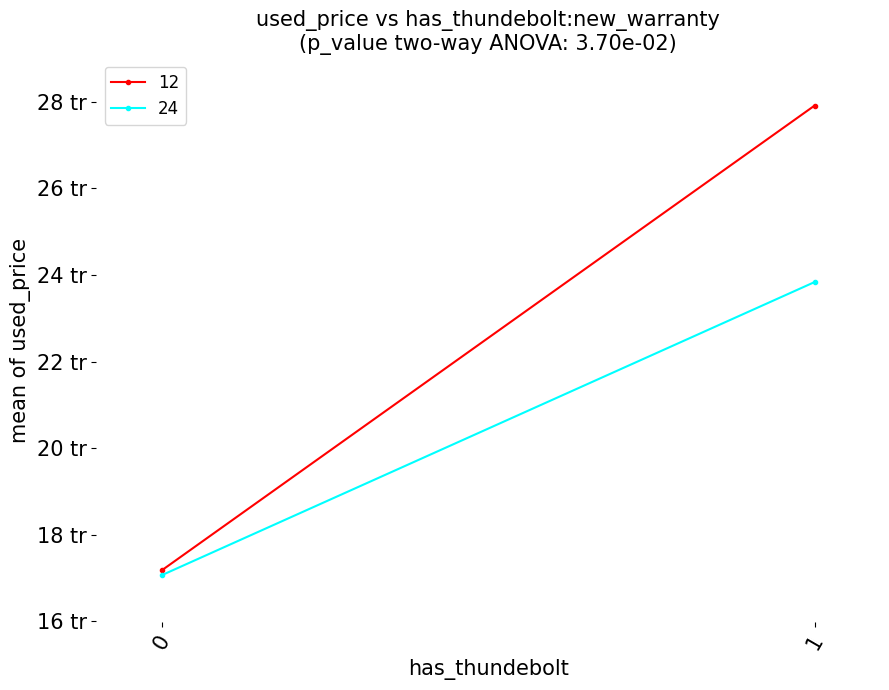 used_price vs has_thundebolt:new_warranty
(p_value two-way ANOVA: 3.70e-02)
12
24
28 tr
26 tr
24 tr
22 tr
20 tr
18 tr
16 tr
mean of used_price
0
1
has_thundebolt